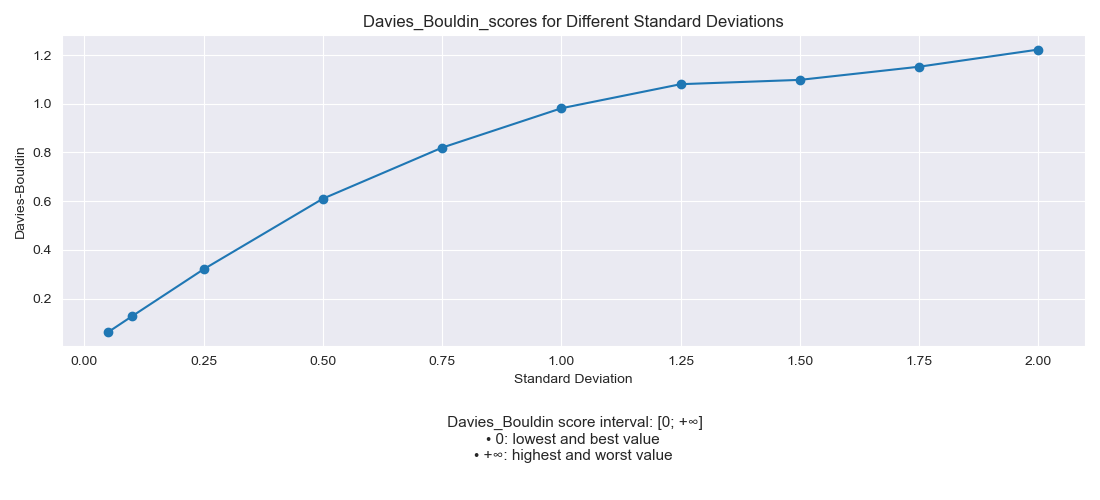 Davies_Bouldin_scores for Different Standard Deviations
1.2
1.0
0.8
0.6
0.4
0.2
Davies-Bouldin
0.00 0.25 0.50 0.75 1.00 1.25 1.50 1.75 2.00
Standard Deviation
Davies_Bouldin score interval: [0; +∞]
• 0: lowest and best value
• +∞: highest and worst value